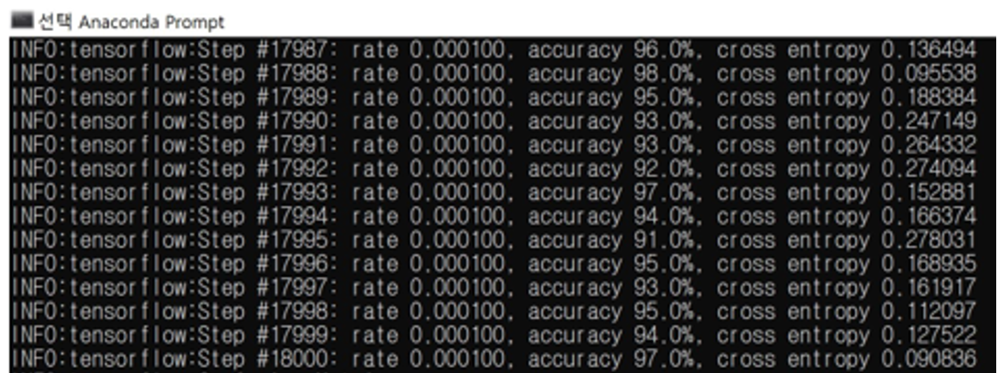 선택 Anaconda Prompt
INFO:tensorflow:Step #17987: rate 0.000100, accuracy 96.0%, cross entropy 0.136494
INFO:tensorflow:Step #17988: rate 0.000100, accuracy 98.0%, cross entropy 0.095538
INFO:tensorflow:Step #17989: rate 0.000100, accuracy 95.0%, cross entropy 0.188384
INFO:tensorflow:Step #17990: rate 0.000100, accuracy 93.0%, cross entropy 0.247149
INFO:tensorflow:Step #17991: rate 0.000100, accuracy 93.0%, cross entropy 0.264332
INFO:tensorflow:Step #17992: rate 0.000100, accuracy 92.0%, cross entropy 0.274094
INFO:tensorflow:Step #17993: rate 0.000100, accuracy 97.0%, cross entropy 0.152881
INFO:tensorflow:Step #17994: rate 0.000100, accuracy 94.0%, cross entropy 0.166374
INFO:tensorflow:Step #17995: rate 0.000100, accuracy 91.0%, cross entropy 0.278031
INFO:tensorflow:Step #17996: rate 0.000100, accuracy 95.0%, cross entropy 0.168935
INFO:tensorflow:Step #17997: rate 0.000100, accuracy 93.0%, cross entropy 0.161917
INFO:tensorflow:Step #17998: rate 0.000100, accuracy 95.0%, cross entropy 0.112097
INFO:tensorflow:Step #17999: rate 0.000100, accuracy 94.0%, cross entropy 0.127522
INFO:tensorflow:Step #18000: rate 0.000100, accuracy 97.0%, cross entropy 0.090836